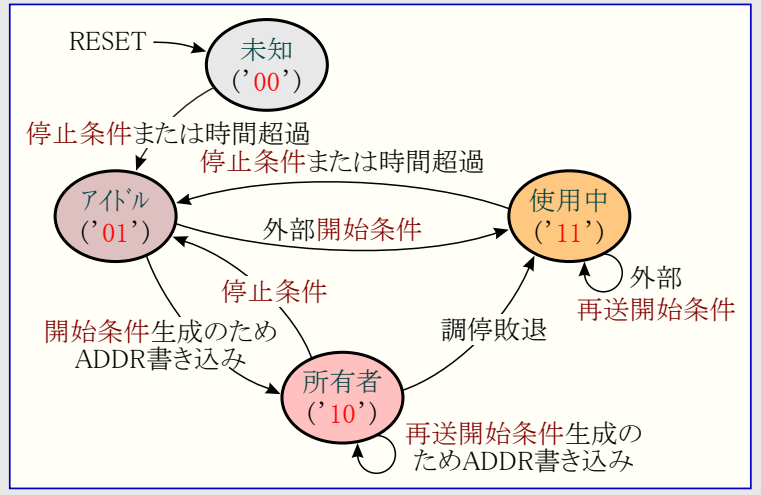 RESET
未知
('00')
停止条件または時間超過
停止条件または時間超過
アイドル
('01')
使用中
('11')
外部開始条件
外部
再送開始条件
停止条件
開始条件生成のため
ADDR書き込み
調停敗退
所有者
('10')
再送開始条件生成の
ためADDR書き込み